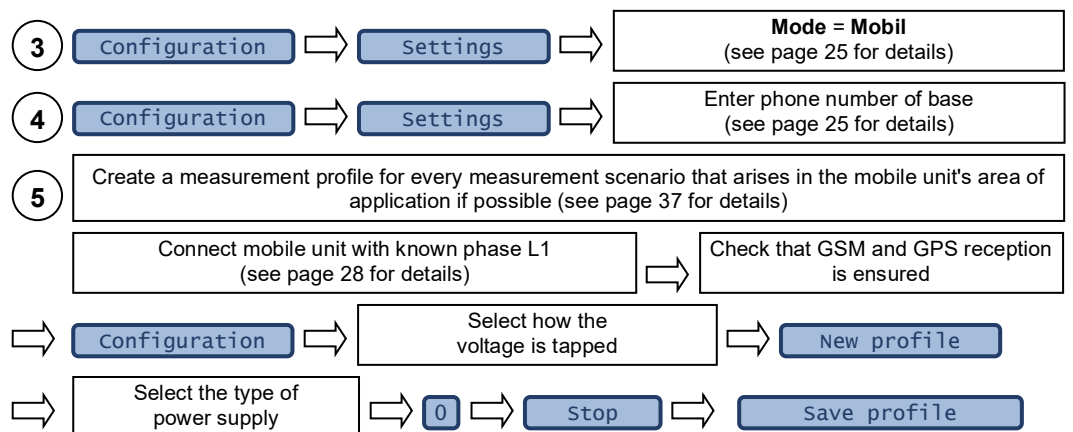 3 Configuration Settings Mode = Mobil
(see page 25 for details)
4 Configuration Settings Enter phone number of base
(see page 25 for details)
5 Create a measurement profile for every measurement scenario that arises in the mobile unit's area of
application if possible (see page 37 for details)
Connect mobile unit with known phase L1
(see page 28 for details)
Check that GSM and GPS reception
is ensured
Configuration
Select how the
voltage is tapped
New profile
Select the type of
power supply
0 Stop Save profile